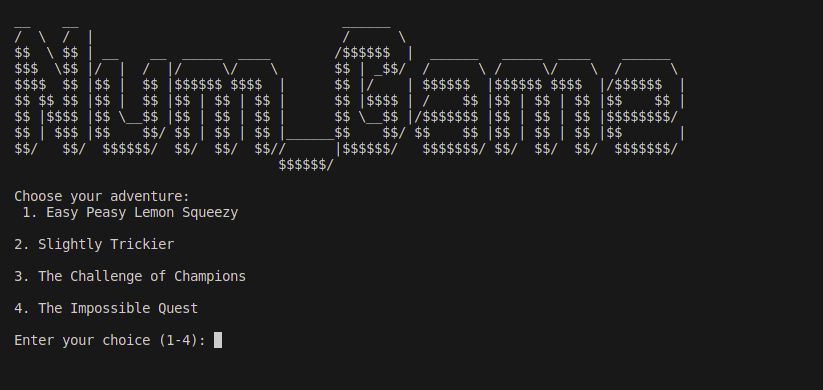 Num_Game
Choose your adventure:
1. Easy Peasy Lemon Squeezy
2. Slightly Trickier
3. The Challenge of Champions
4. The Impossible Quest
Enter your choice (1-4):